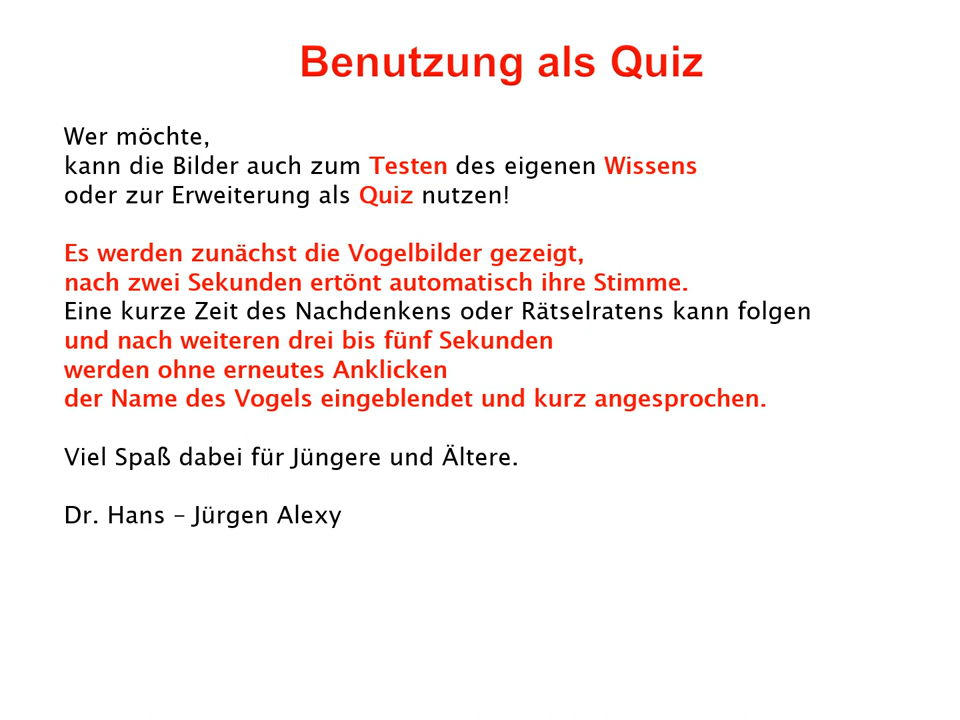 Benutzung als Quiz
Wer möchte,
kann die Bilder auch zum Testen des eigenen Wissens
oder zur Erweiterung als Quiz nutzen!
Es werden zunächst die Vogelbilder gezeigt,
nach zwei Sekunden ertönt automatisch ihre Stimme.
Eine kurze Zeit des Nachdenkens oder Rätselratens kann folgen
und nach weiteren drei bis fünf Sekunden
werden ohne erneutes Anklicken
der Name des Vogels eingeblendet und kurz angesprochen.
Viel Spaß dabei für Jüngere und Ältere.
Dr. Hans – Jürgen Alexy